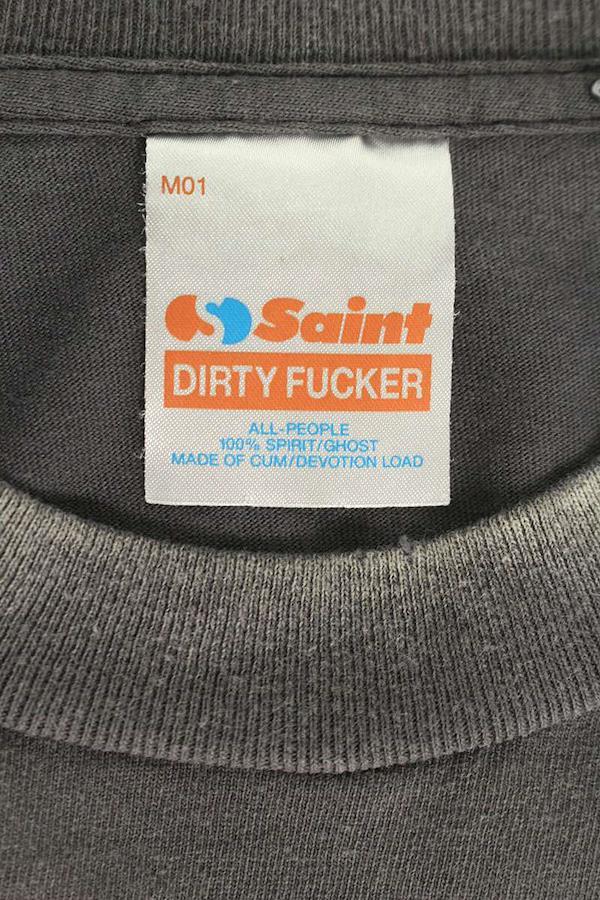 M01
Saint
DIRTY FUCKER
ALL-PEOPLE
100% SPIRIT/GHOST
MADE OF CUM/DEVOTION LOAD